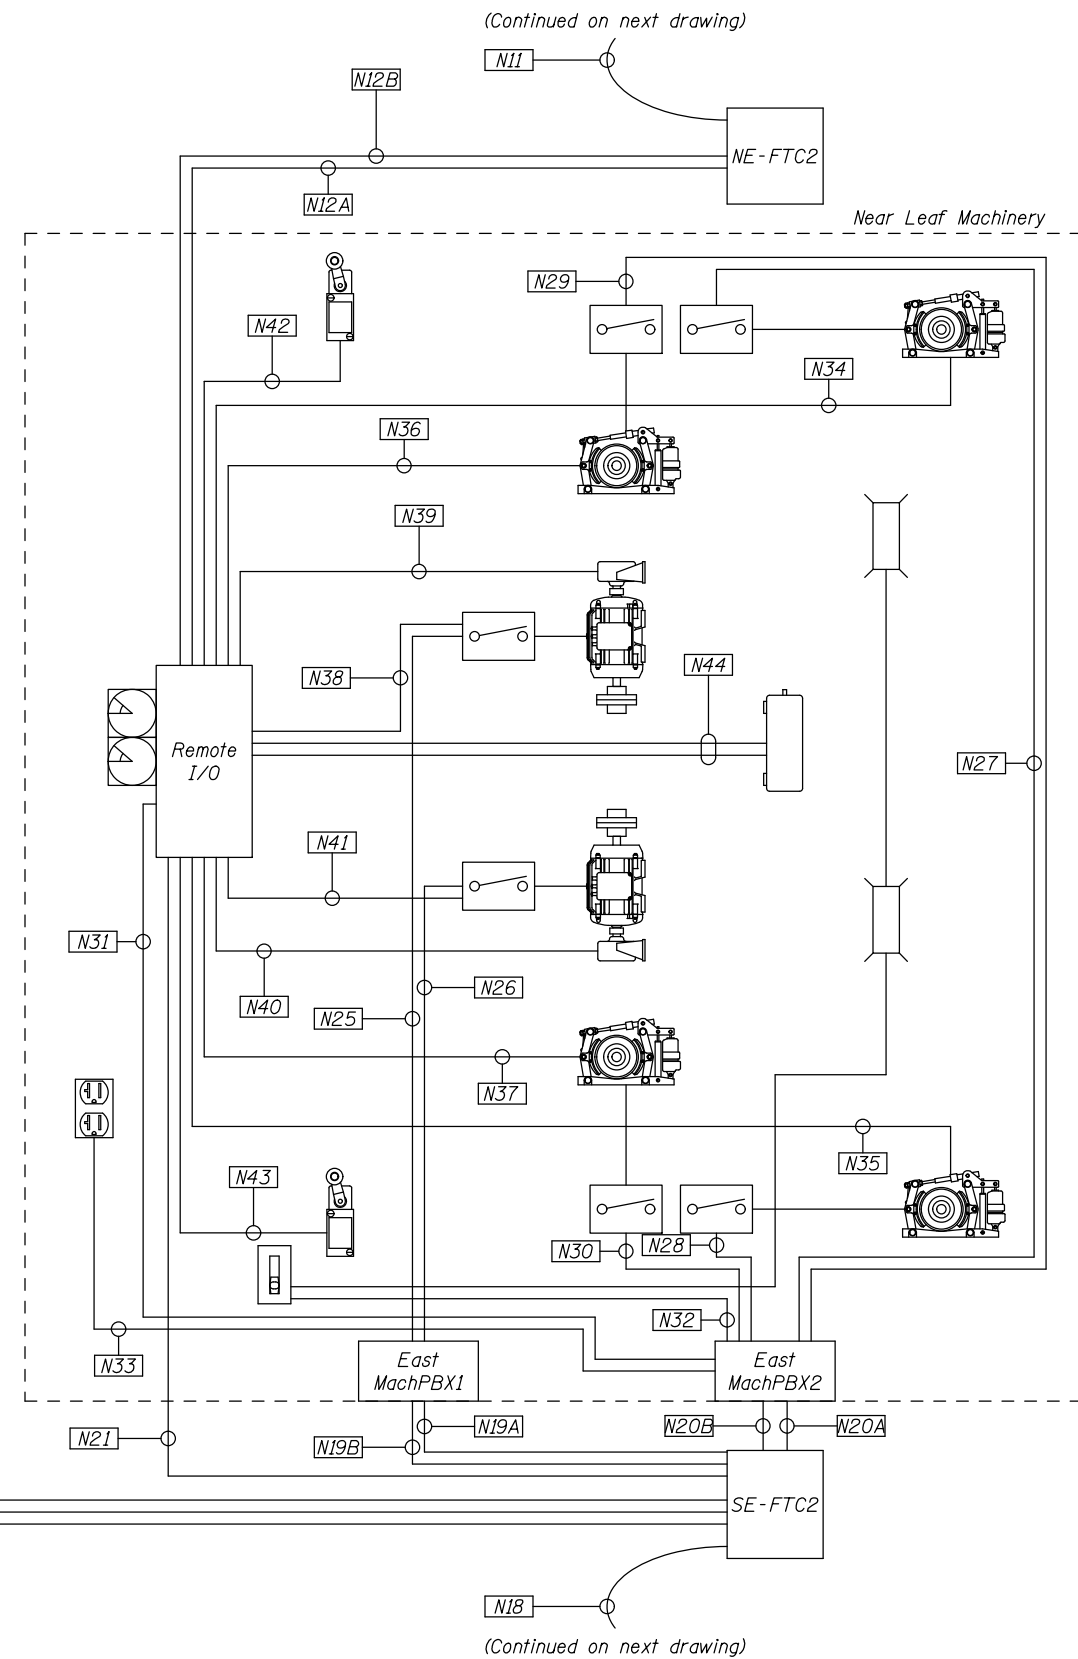 (Continued on next drawing)
N11
N12B
NE-FTC2
N12A
Near Leaf Machinery
N29
N42
N34
N36
N39
N44
N38
Remote
I/O
N27
N41
N31
N26
N40
N25
N37
N35
N43
N28
N30
N32
N33
East
MachPBX1
East
MachPBX2
N19A
N20B
N20A
N21
N19B
SE-FTC2
N18
(Continued on next drawing)